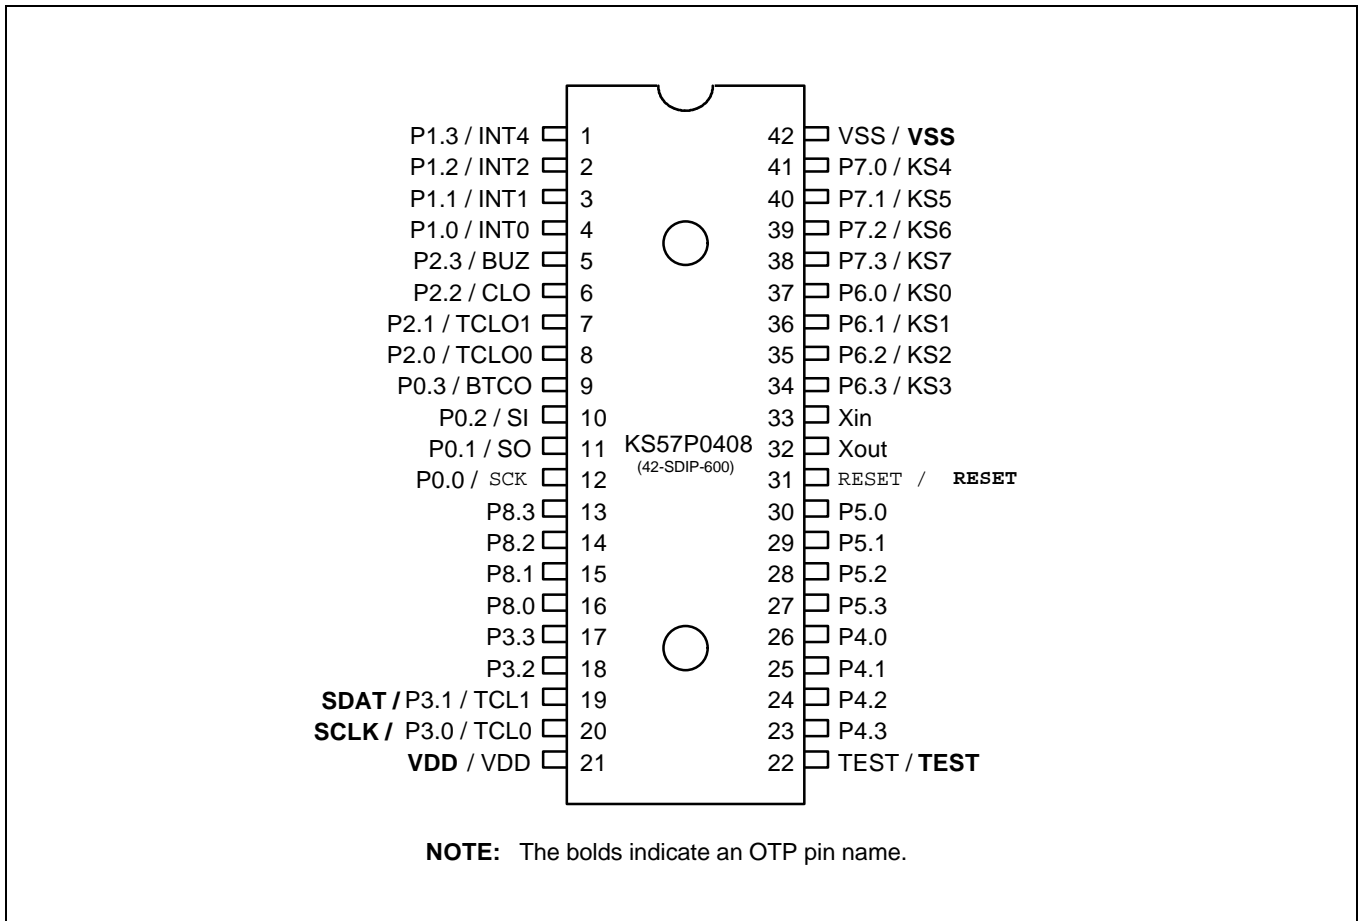 P1.3 / INT4 1 42 VSS / VSS
P1.2 / INT2 2 41 P7.0 / KS4
P1.1 / INT1 3 40 P7.1 / KS5
P1.0 / INT0 4 39 P7.2 / KS6
P2.3 / BUZ 5 38 P7.3 / KS7
P2.2 / CLO 6 37 P6.0 / KS0
P2.1 / TCLO1 7 36 P6.1 / KS1
P2.0 / TCLO0 8 35 P6.2 / KS2
P0.3 / BTCO 9 34 P6.3 / KS3
P0.2 / SI 10 33 Xin
P0.1 / SO 11 KS57P0408 32 Xout
(42-SDIP-600)
P0.0 / SCK 12 31 RESET / RESET
P8.3 13 30 P5.0
P8.2 14 29 P5.1
P8.1 15 28 P5.2
P8.0 16 27 P5.3
P3.3 17 26 P4.0
P3.2 18 25 P4.1
SDAT / P3.1 / TCL1 19 24 P4.2
SCLK / P3.0 / TCL0 20 23 P4.3
VDD / VDD 21 22 TEST / TEST
NOTE: The bolds indicate an OTP pin name.